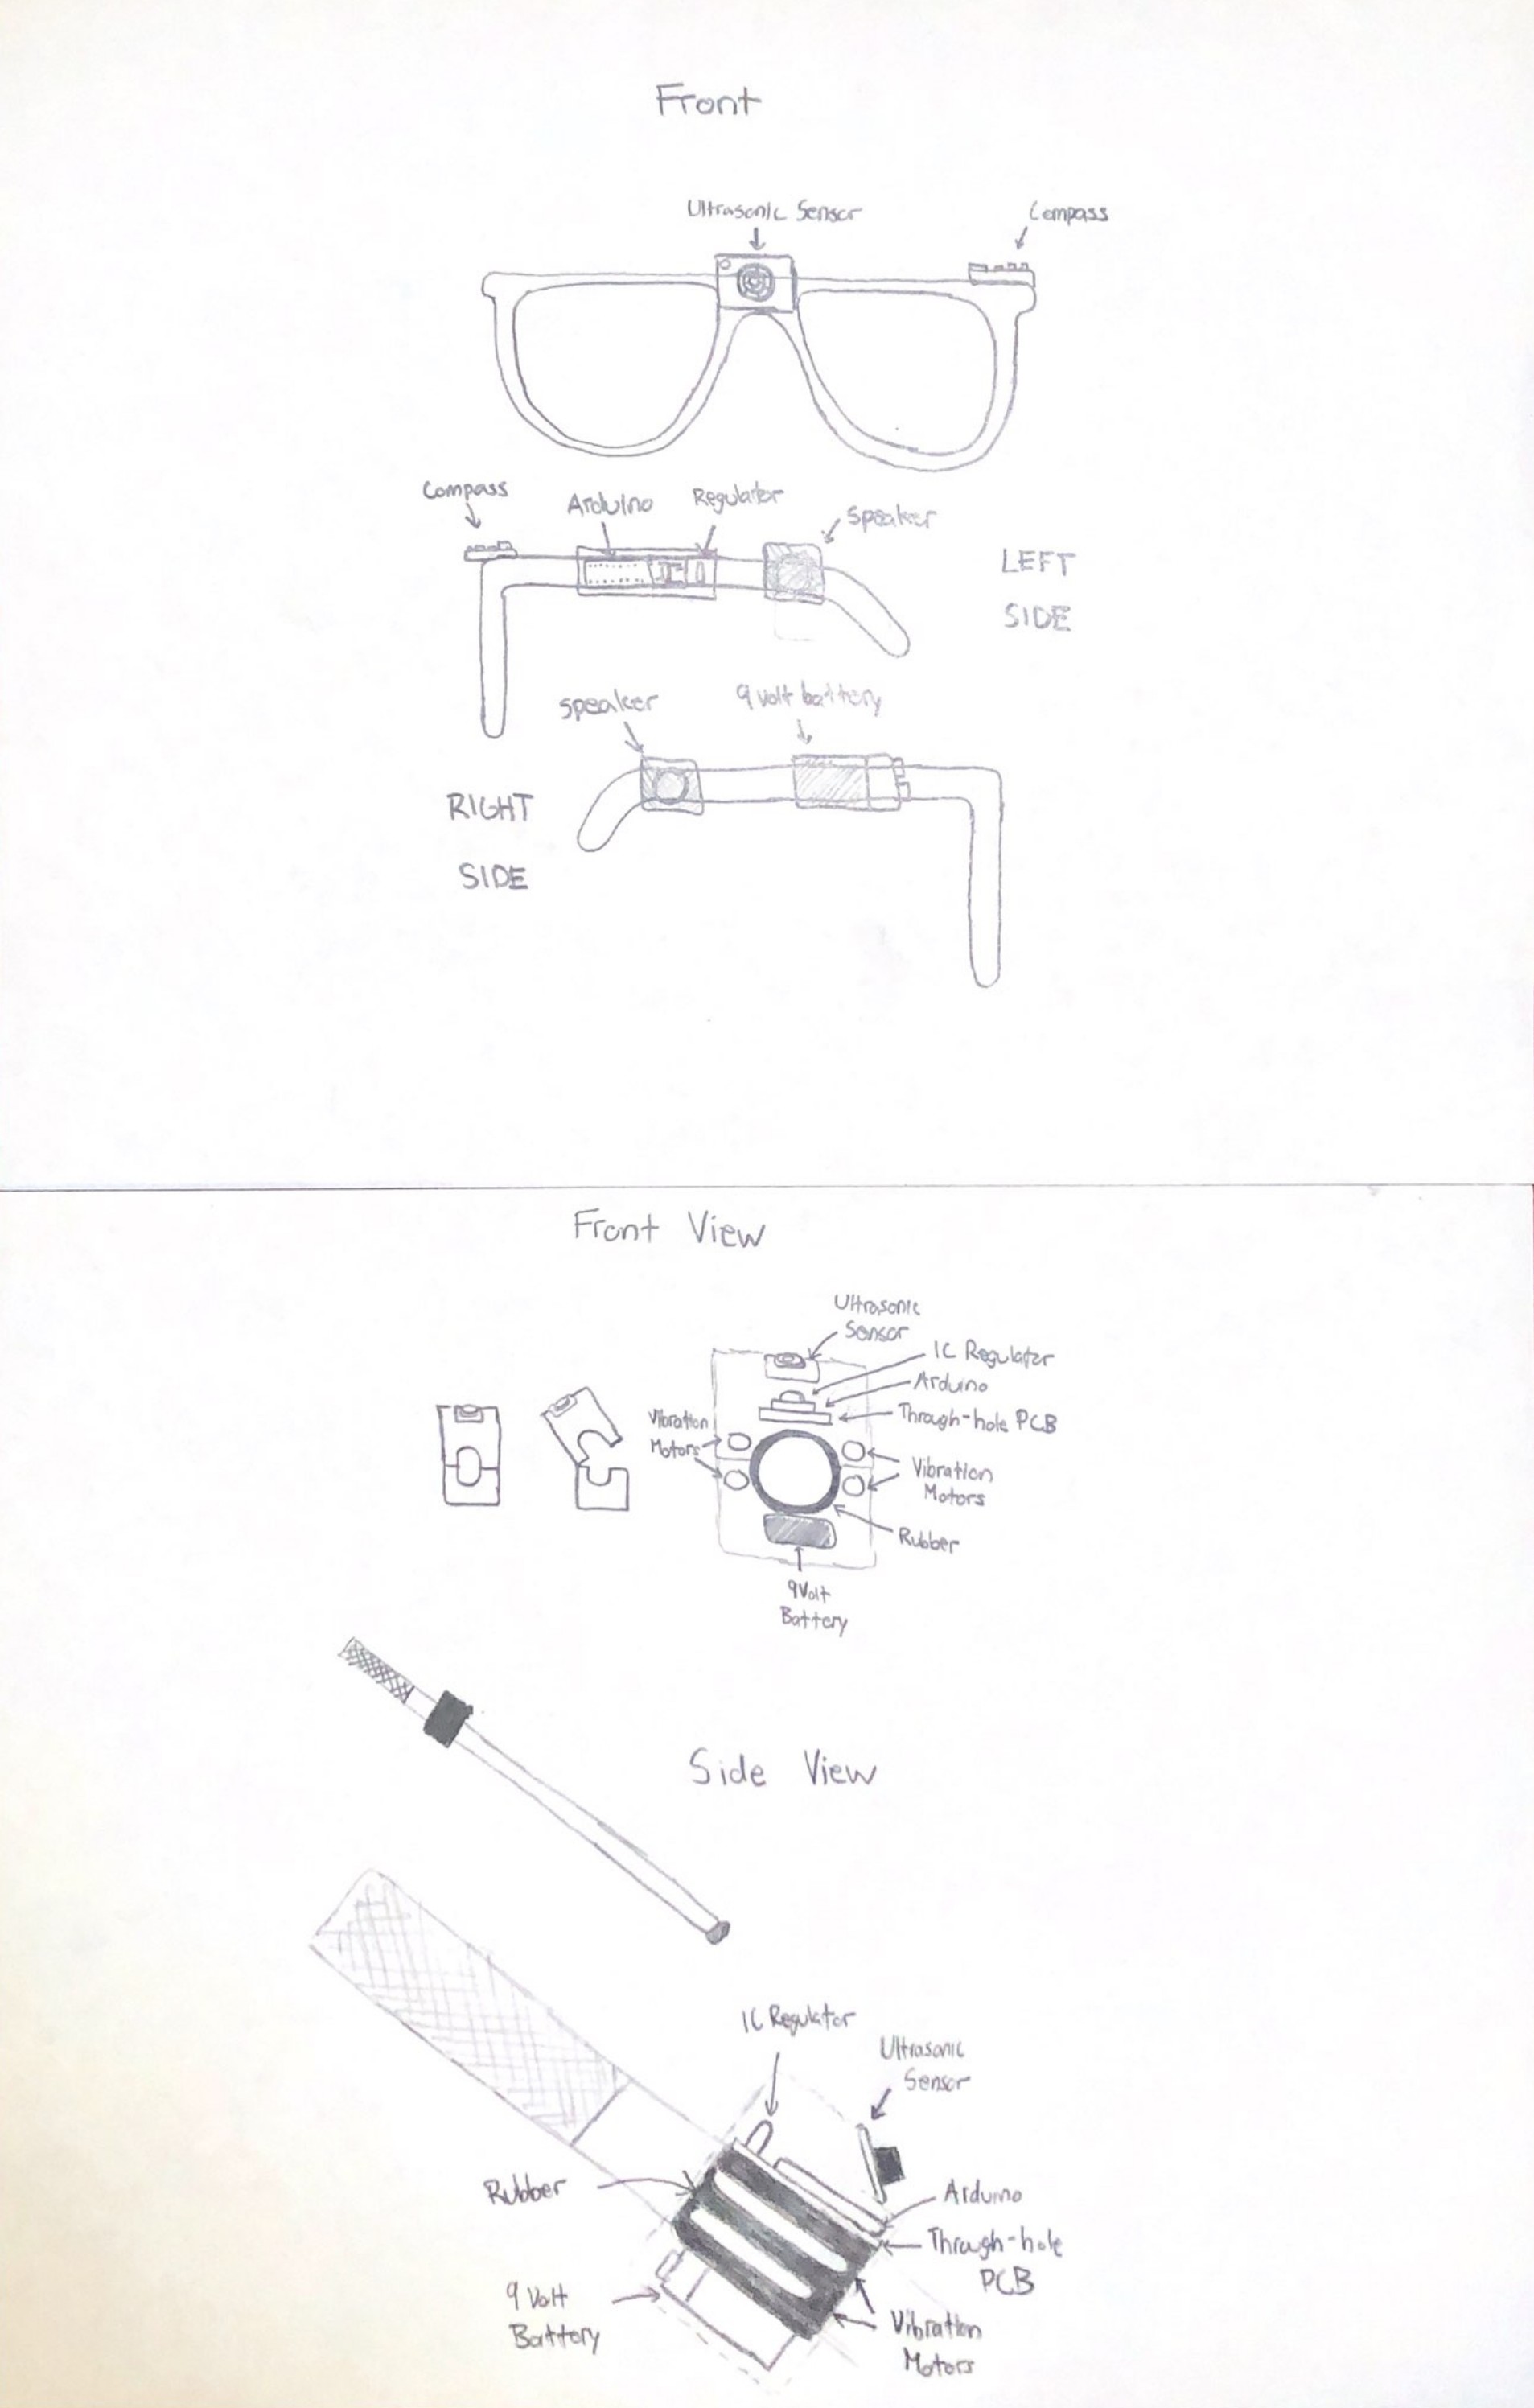 Front
Ultrasonic Sensor
Compass
Compass
Arduino
Regulator
Speaker
LEFT
SIDE
speaker
9 volt battery
RIGHT
SIDE
Front View
Ultrasonic
Sensor
IC Regulator
Arduino
Through-hole PCB
Vibration
Motors
Vibration
Motors
Rubber
9Volt
Battery
Side View
IC Regulator
Ultrasonic
Sensor
Rubber
Arduino
Through-hole
PCB
9 Volt
Battery
Vibration
Motors